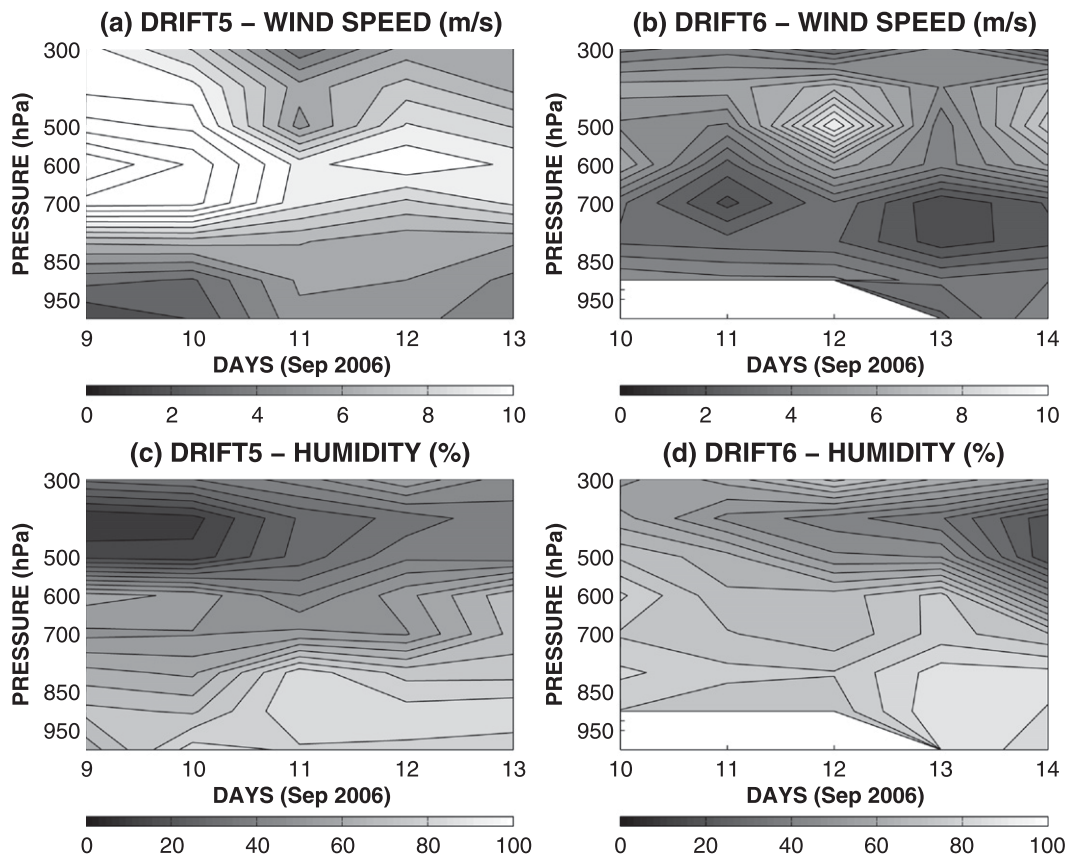 (a) DRIFT5 – WIND SPEED (m/s)
300
500
600
700
850
950
PRESSURE (hPa)
9 10 11 12 13
DAYS (Sep 2006)
0 2 4 6 8 10
(b) DRIFT6 – WIND SPEED (m/s)
300
500
600
700
850
950
PRESSURE (hPa)
10 11 12 13 14
DAYS (Sep 2006)
0 2 4 6 8 10
(c) DRIFT5 – HUMIDITY (%)
300
500
600
700
850
950
PRESSURE (hPa)
9 10 11 12 13
DAYS (Sep 2006)
0 20 40 60 80 100
(d) DRIFT6 – HUMIDITY (%)
300
500
600
700
850
950
PRESSURE (hPa)
10 11 12 13 14
DAYS (Sep 2006)
0 20 40 60 80 100